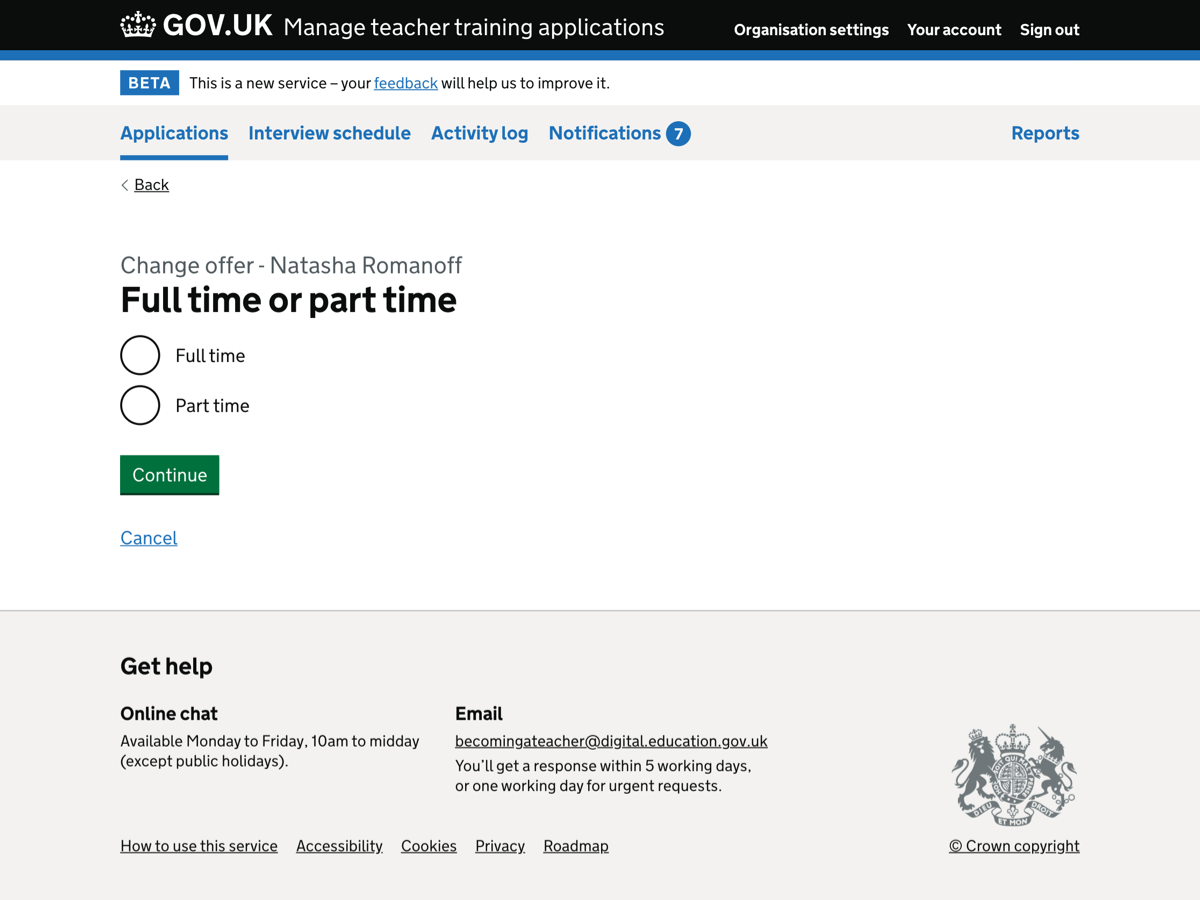 GOV.UK Manage teacher training applications
Organisation settings Your account Sign out
BETA This is a new service – your feedback will help us to improve it.
Applications Interview schedule Activity log Notifications 7 Reports
Back
Change offer - Natasha Romanoff
Full time or part time
Full time
Part time
Continue
Cancel
Get help
Online chat
Available Monday to Friday, 10am to midday
(except public holidays).
Email
becomingateacher@digital.education.gov.uk
You’ll get a response within 5 working days,
or one working day for urgent requests.
DIEU ET MON DROIT
How to use this service Accessibility Cookies Privacy Roadmap
© Crown copyright